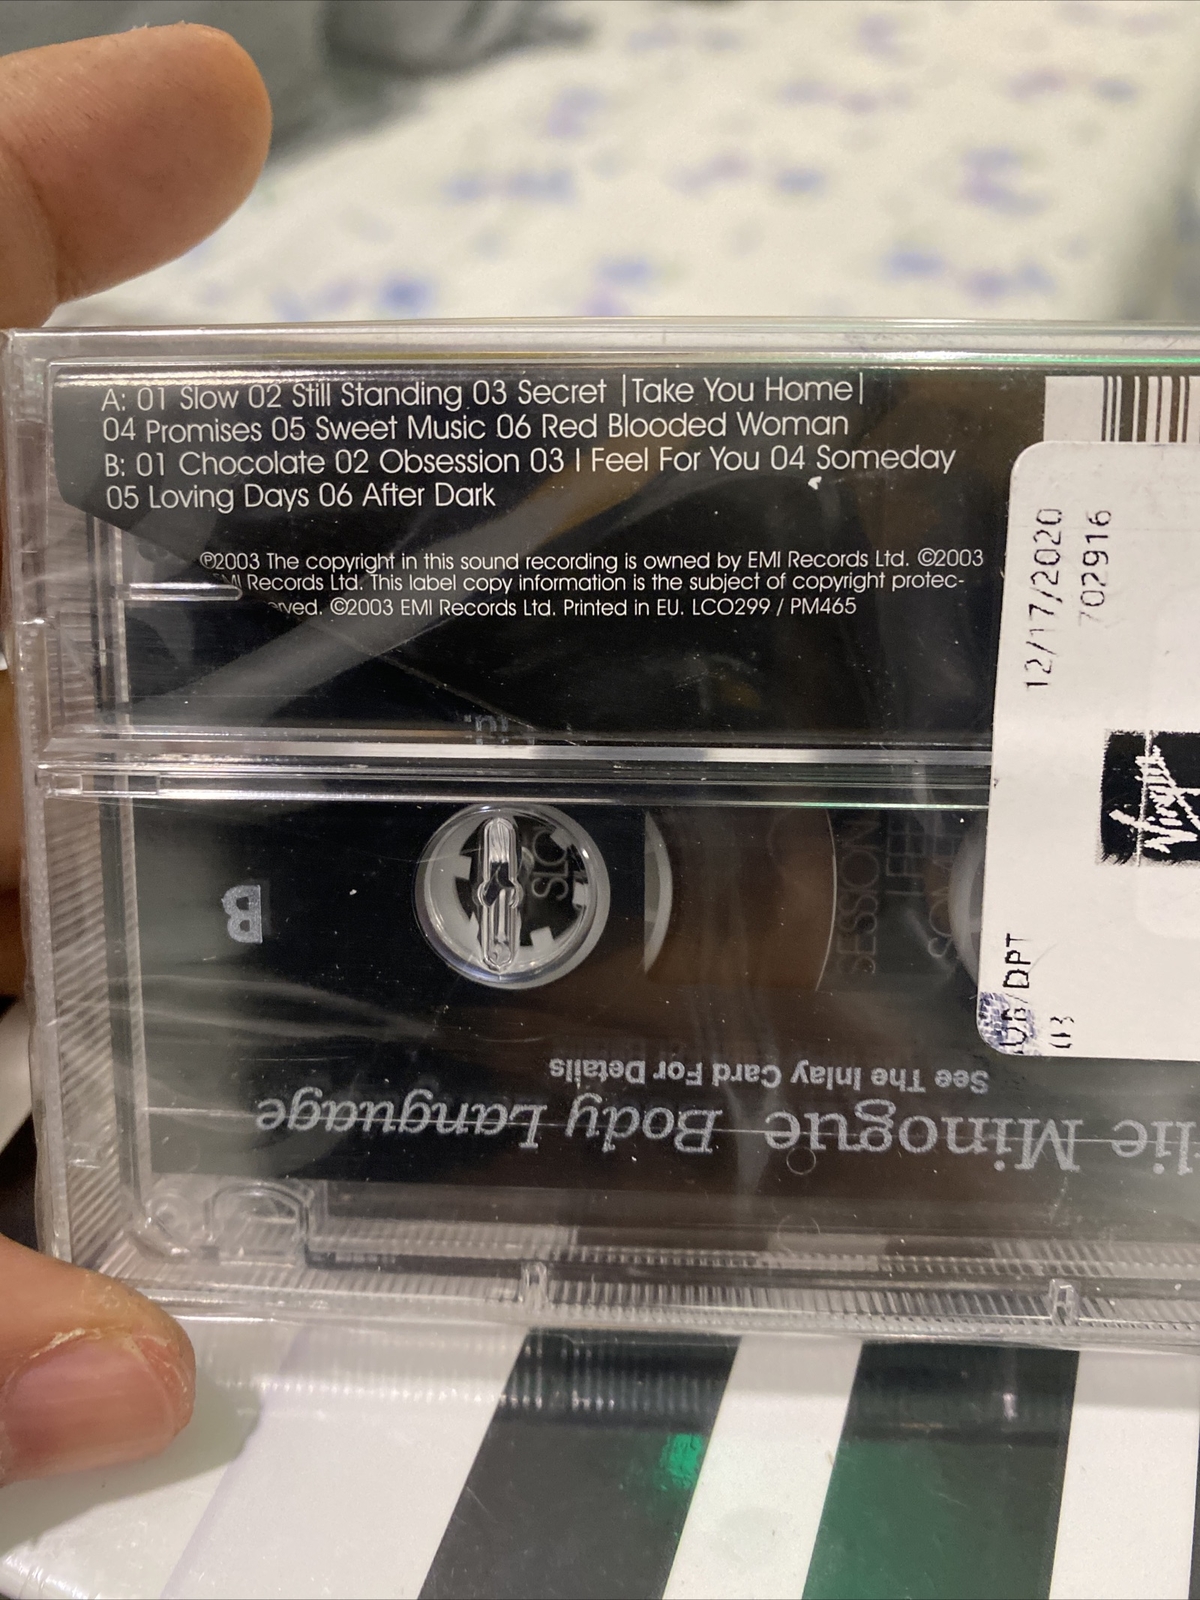 A: 01 Slow 02 Still Standing 03 Secret |Take You Home|
04 Promises 05 Sweet Music 06 Red Blooded Woman
B: 01 Chocolate 02 Obsession 03 I Feel For You 04 Someday
05 Loving Days 06 After Dark
℗2003 The copyright in this sound recording is owned by EMI Records Ltd. ©2003
Records Ltd. This label copy information is the subject of copyright protec-
©2003 EMI Records Ltd. Printed in EU. LCO299 / PM465
12/17/2020
702916
Virgin
/DPT
B
SLO
SESSION
See The Inlay Card For Details
lie Minogue Body Language